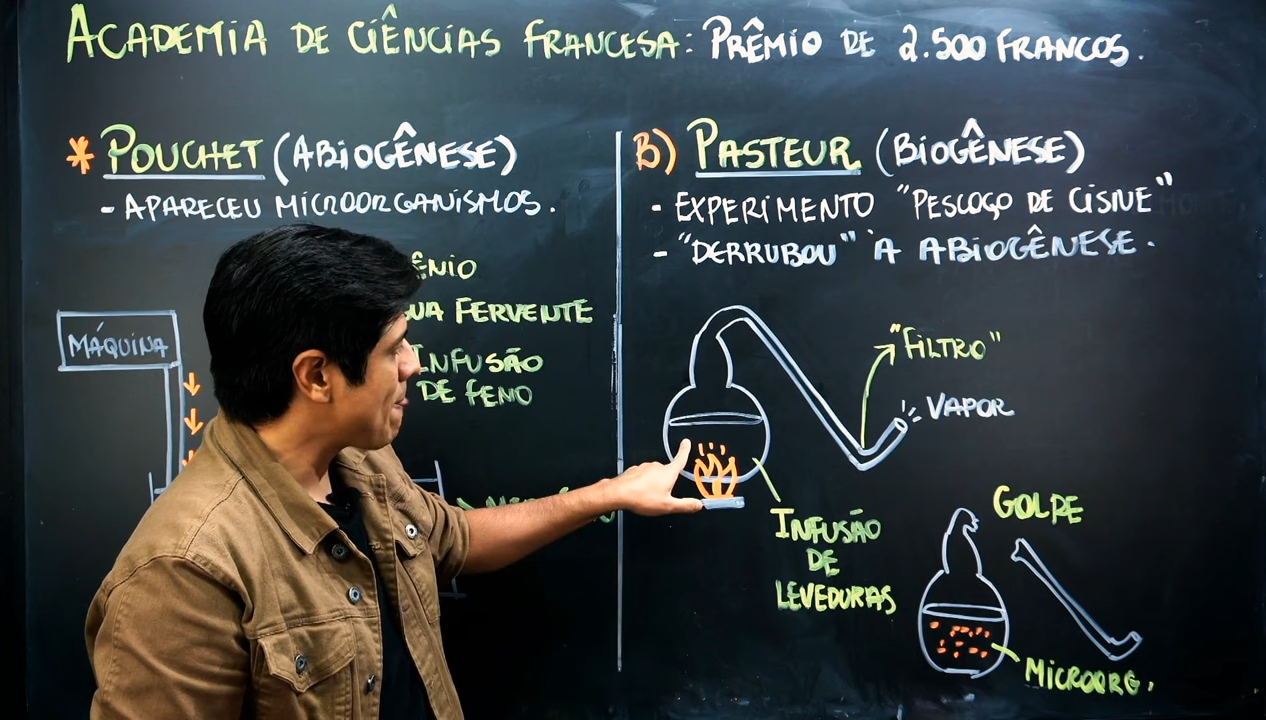 ACADEMIA DE CIÊNCIAS FRANCESA: PRÊMIO DE 2.500 FRANCOS.
* POUCHET (ABIOGÊNESE)
- APARECEU MICROORGANISMOS.
ÊNIO
UA FERVENTE
INFUSÃO
DE FENO
MÁQUINA
B) PASTEUR (BIOGÊNESE)
- EXPERIMENTO "PESCOÇO DE CISNE"
- "DERRUBOU" A ABIOGÊNESE.
"FILTRO"
VAPOR
INFUSÃO
DE
LEVEDURAS
GOLPE
MICROORG.